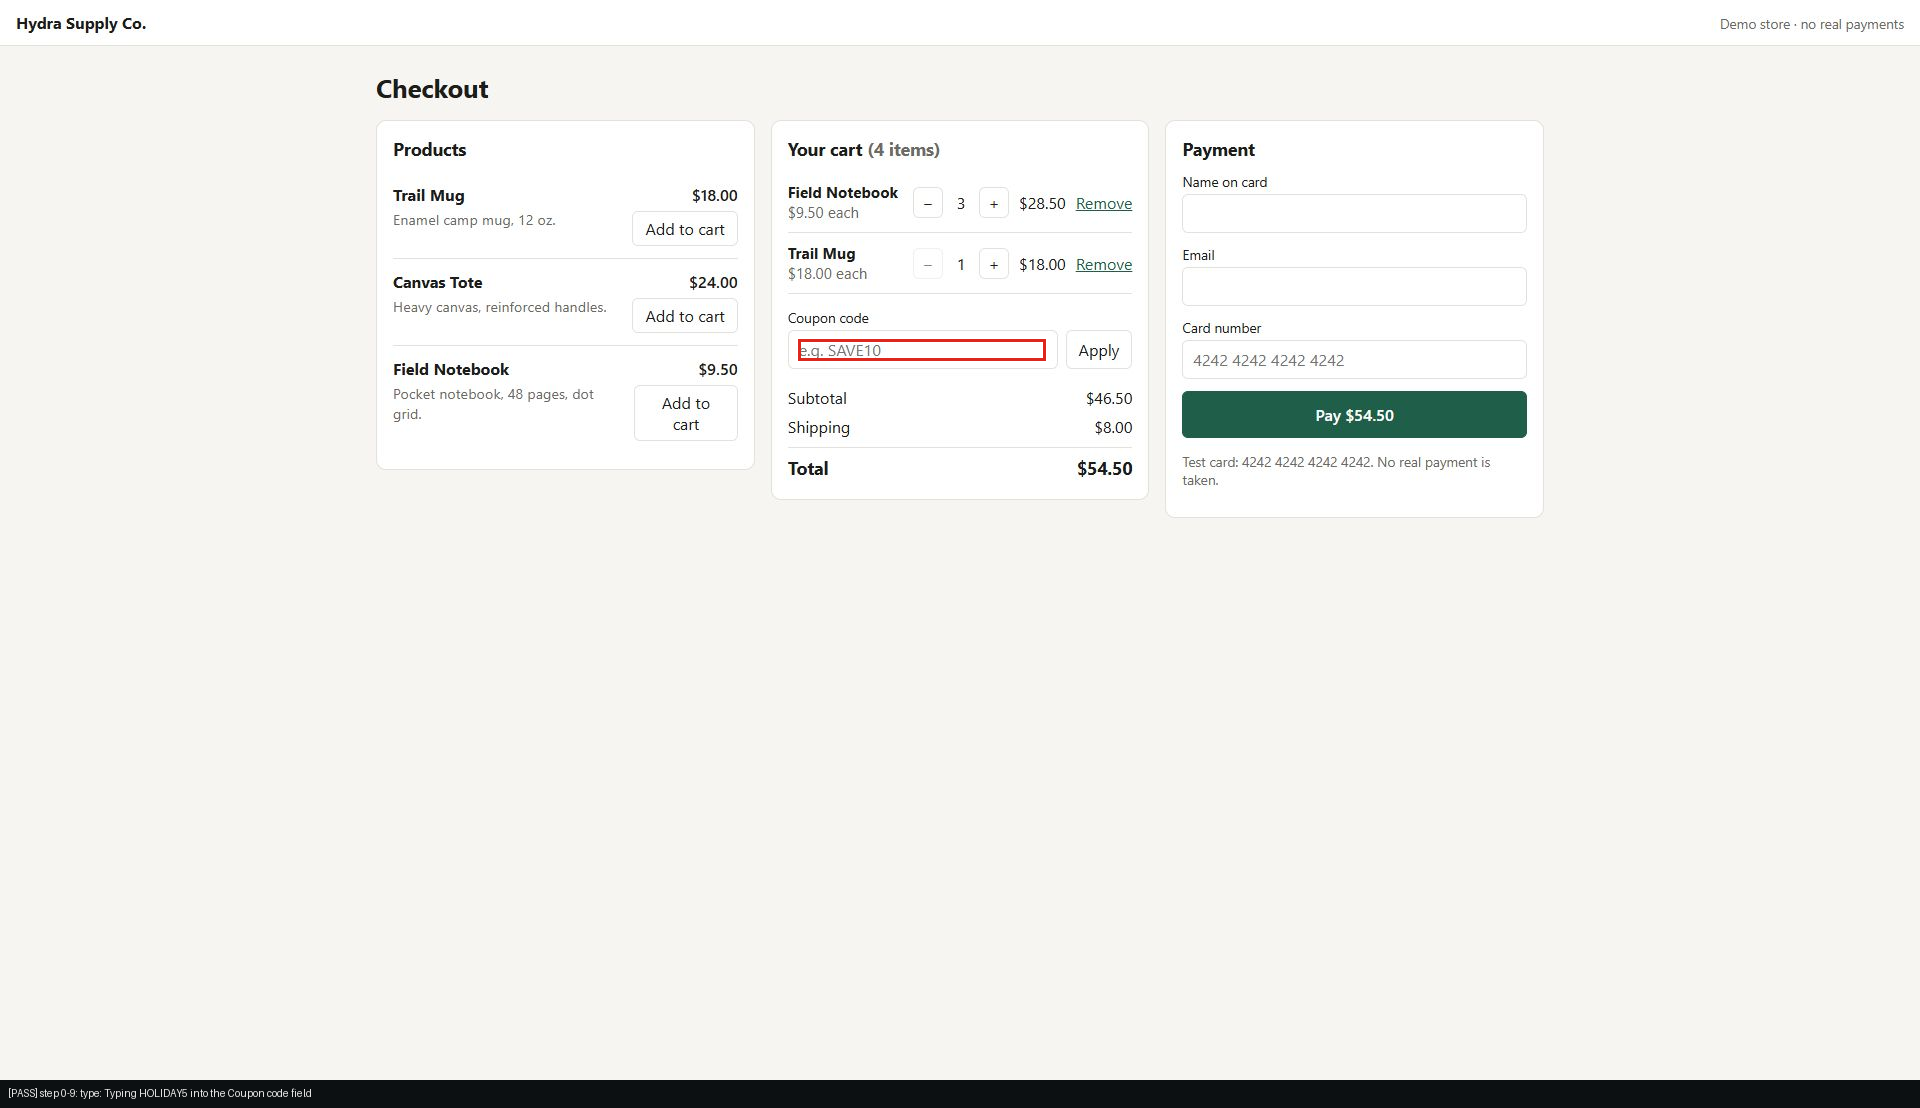 Hydra Supply Co.
Demo store · no real payments
Checkout
Products
Trail Mug
$18.00
Enamel camp mug, 12 oz.
Add to cart
Canvas Tote
$24.00
Heavy canvas, reinforced handles.
Add to cart
Field Notebook
$9.50
Pocket notebook, 48 pages, dot
grid.
Add to
cart
Your cart (4 items)
Field Notebook
$9.50 each
− 3 + $28.50 Remove
Trail Mug
$18.00 each
− 1 + $18.00 Remove
Coupon code
e.g. SAVE10
Apply
Subtotal $46.50
Shipping $8.00
Total $54.50
Payment
Name on card
Email
Card number
4242 4242 4242 4242
Pay $54.50
Test card: 4242 4242 4242 4242. No real payment is
taken.
[PASS] step 0-9: type: Typing HOLIDAY5 into the Coupon code field